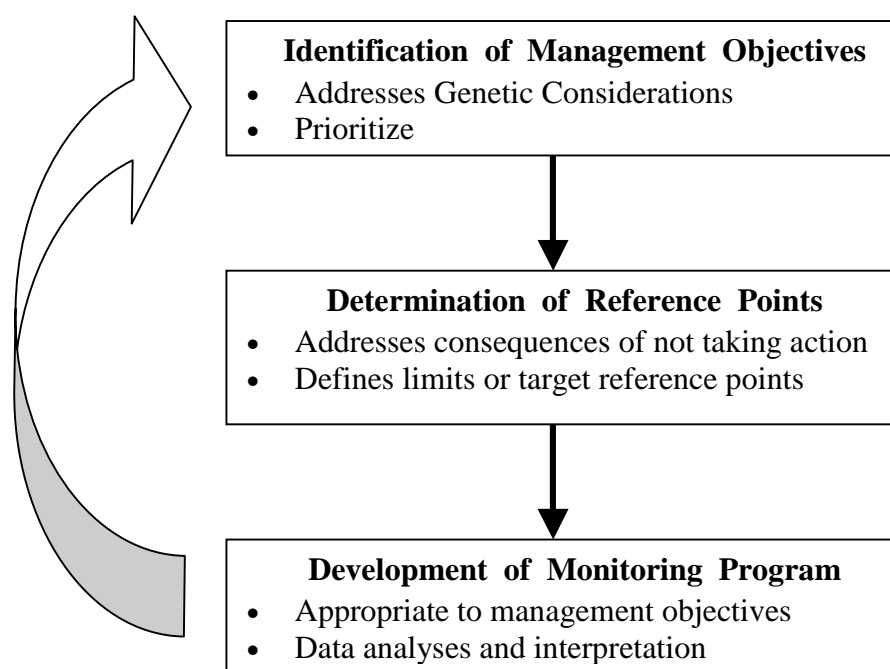 Identification of Management Objectives
• Addresses Genetic Considerations
• Prioritize
Determination of Reference Points
• Addresses consequences of not taking action
• Defines limits or target reference points
Development of Monitoring Program
• Appropriate to management objectives
• Data analyses and interpretation